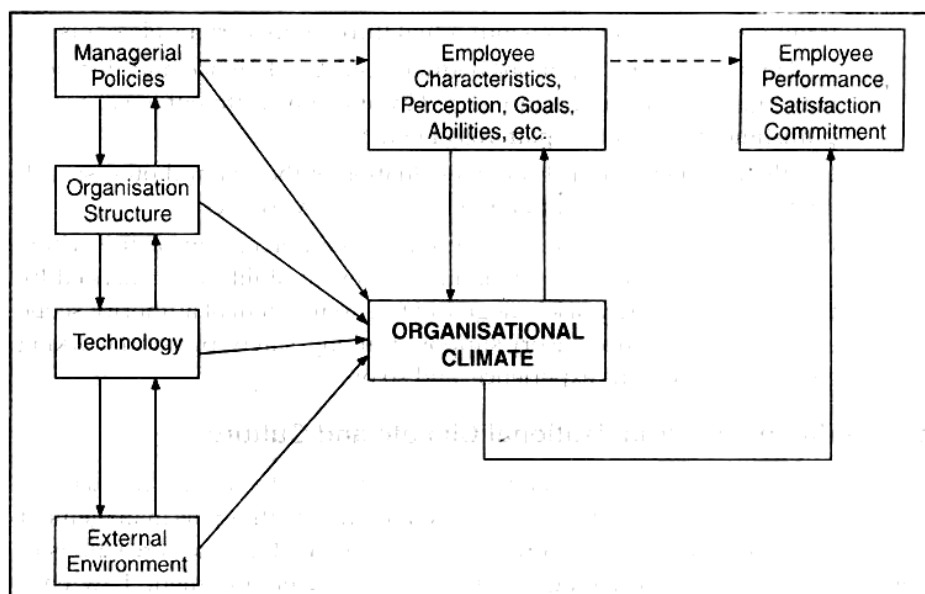 Managerial
Policies
Employee
Characteristics,
Perception, Goals,
Abilities, etc.
Employee
Performance,
Satisfaction
Commitment
Organisation
Structure
Technology
ORGANISATIONAL
CLIMATE
External
Environment